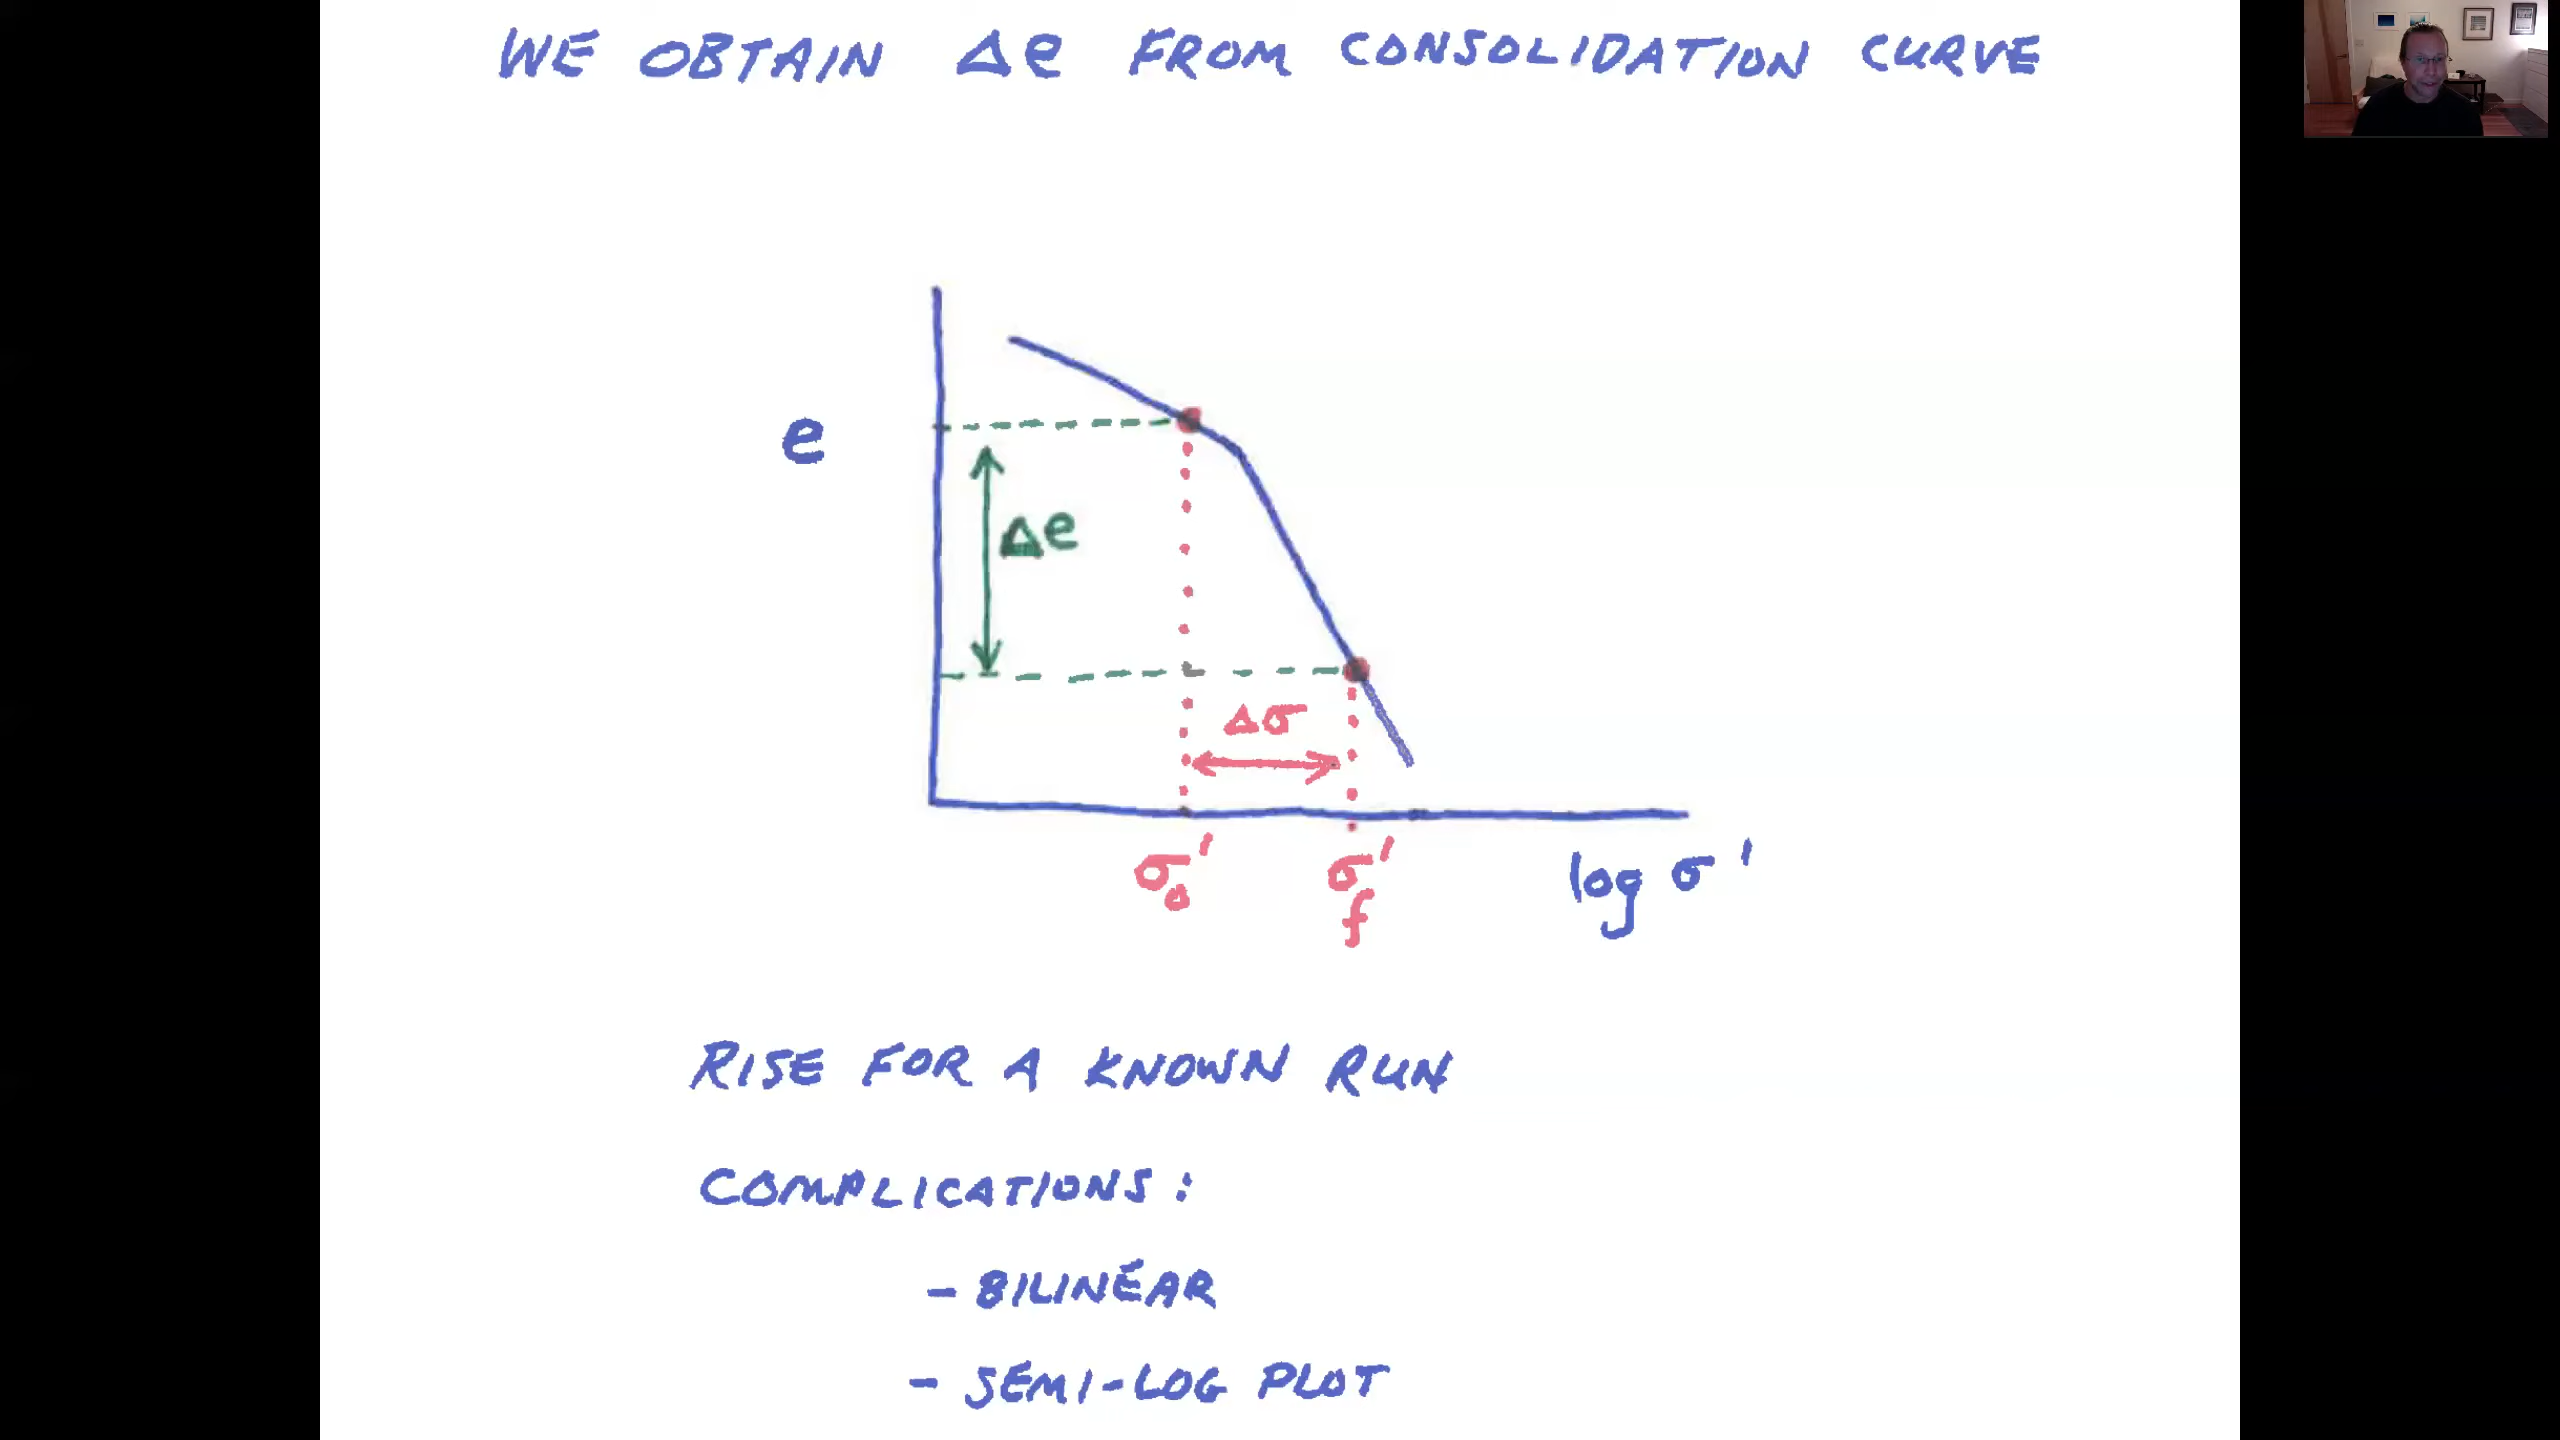 WE OBTAIN Δe FROM CONSOLIDATION CURVE
e
Δe
Δσ
σo'
σf'
log σ'
RISE FOR A KNOWN RUN
COMPLICATIONS:
- BILINEAR
- SEMI-LOG PLOT